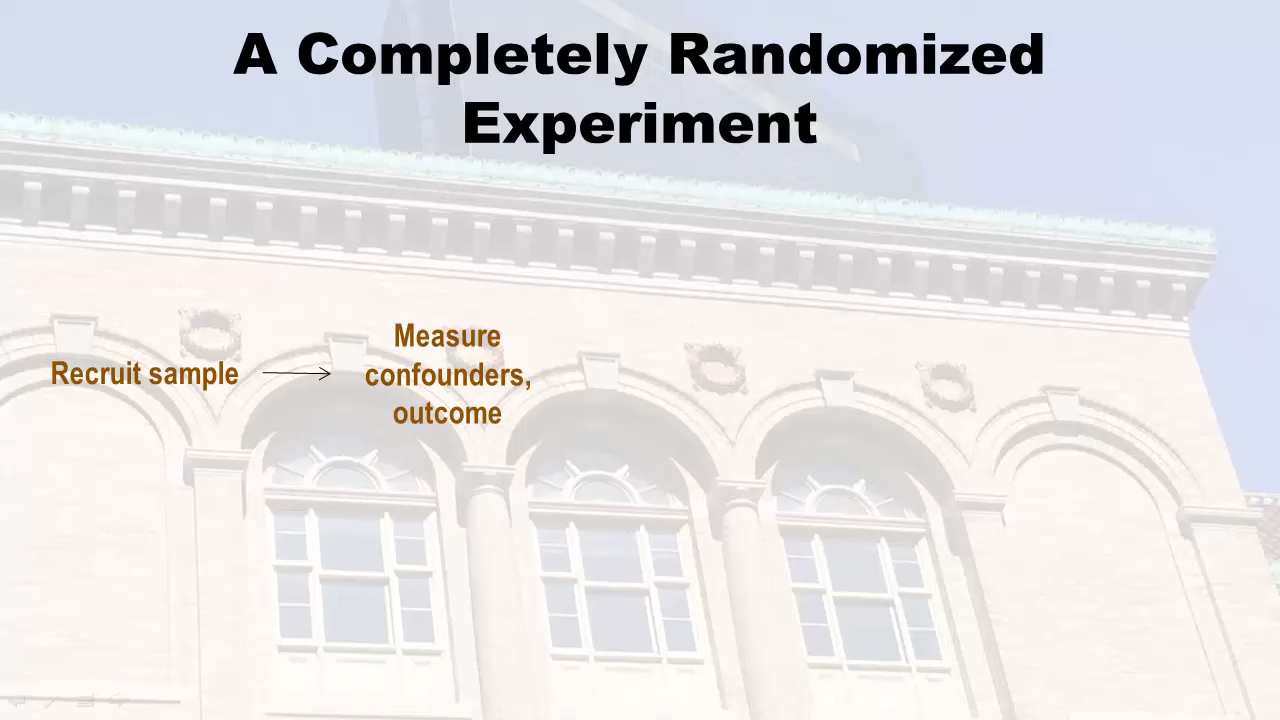 A Completely Randomized
Experiment
Recruit sample
Measure
confounders,
outcome